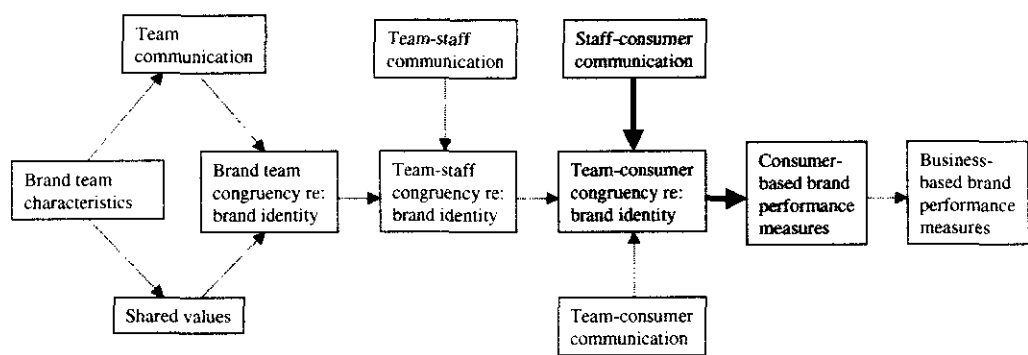 Team
communication
Team-staff
communication
Staff-consumer
communication
Brand team
characteristics
Brand team
congruency re:
brand identity
Team-staff
congruency re:
brand identity
Team-consumer
congruency re:
brand identity
Consumer-
based brand
performance
measures
Business-
based brand
performance
measures
Shared values
Team-consumer
communication